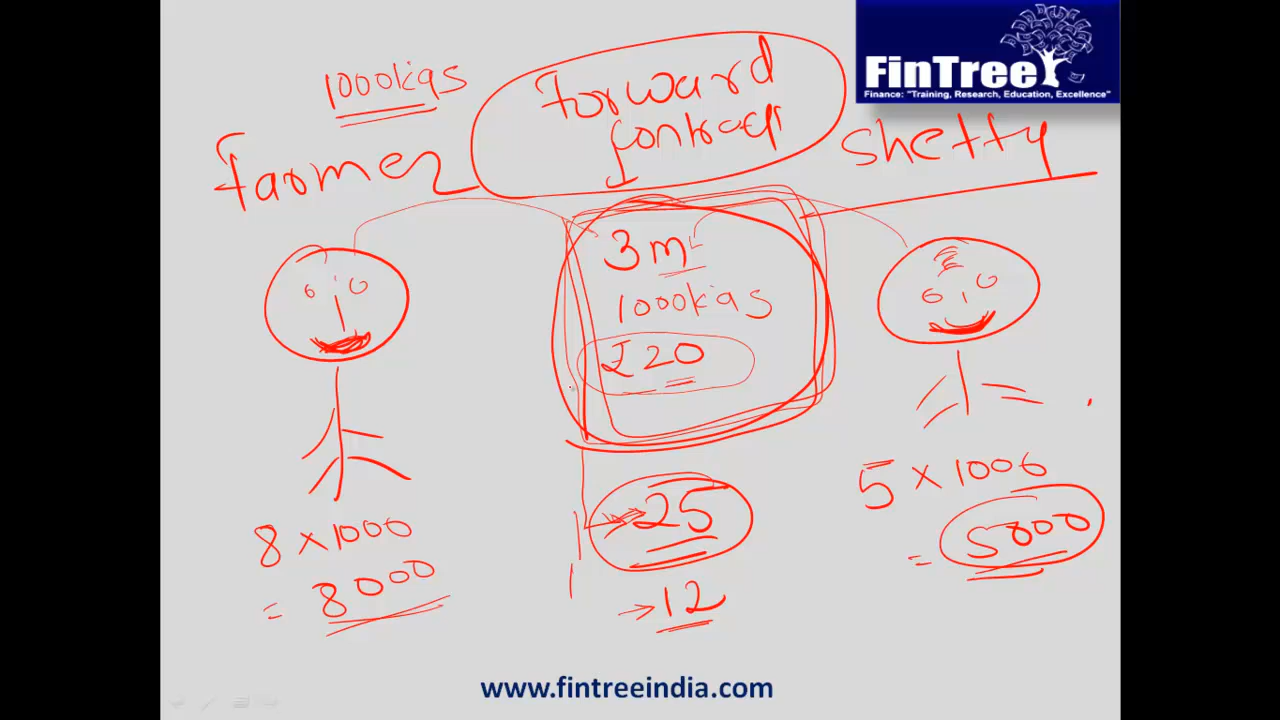 1000kgs
Forward
contract
FinTree
Finance: "Training, Research, Education, Excellence"
Farmer
Shetty
3m
1000kgs
₹20
25
12
8×1000
= 8000
5×1000
= 5000
www.fintreeindia.com